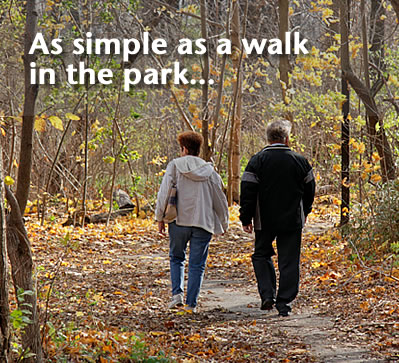 As simple as a walk
in the park...